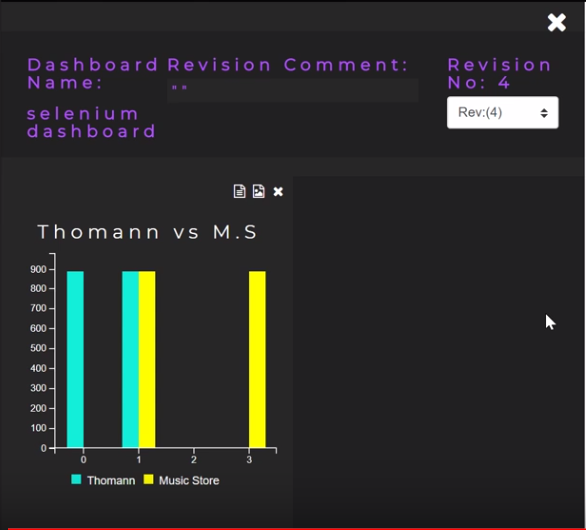 Dashboard Name:
selenium dashboard
Revision Comment:
""
Revision No: 4
Rev:(4)
Thomann vs M.S
900
800
700
600
500
400
300
200
100
0
0 1 2 3
Thomann Music Store